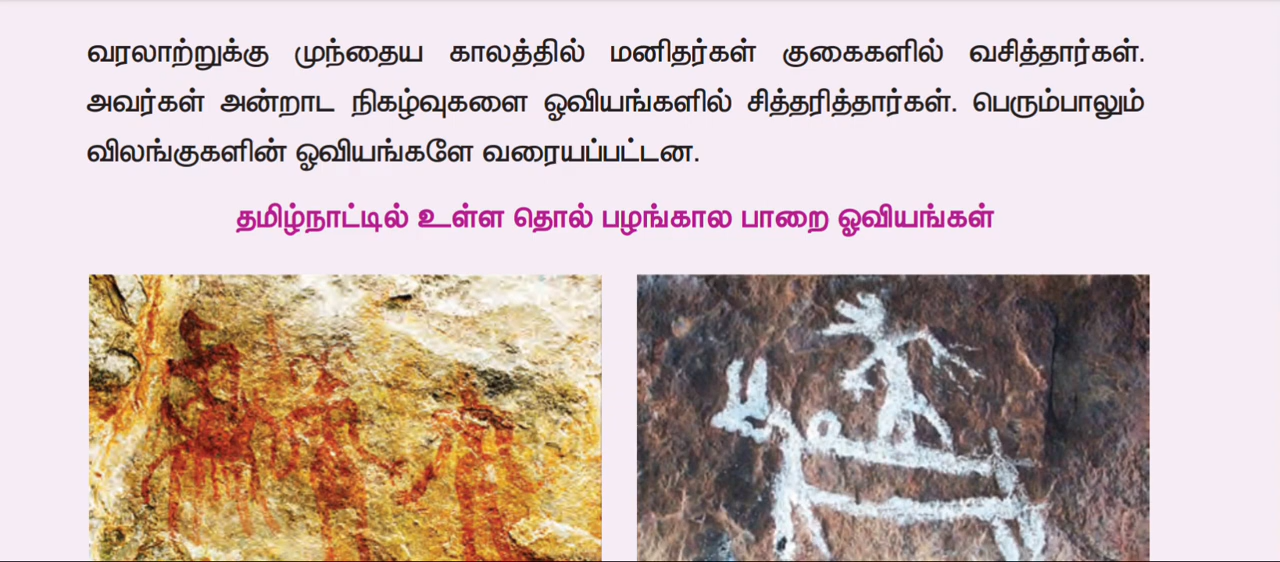 வரலாற்றுக்கு முந்தைய காலத்தில் மனிதர்கள் குகைகளில் வசித்தார்கள்.
அவர்கள் அன்றாட நிகழ்வுகளை ஓவியங்களில் சித்தரித்தார்கள். பெரும்பாலும்
விலங்குகளின் ஓவியங்களே வரையப்பட்டன.
தமிழ்நாட்டில் உள்ள தொல் பழங்கால பாறை ஓவியங்கள்